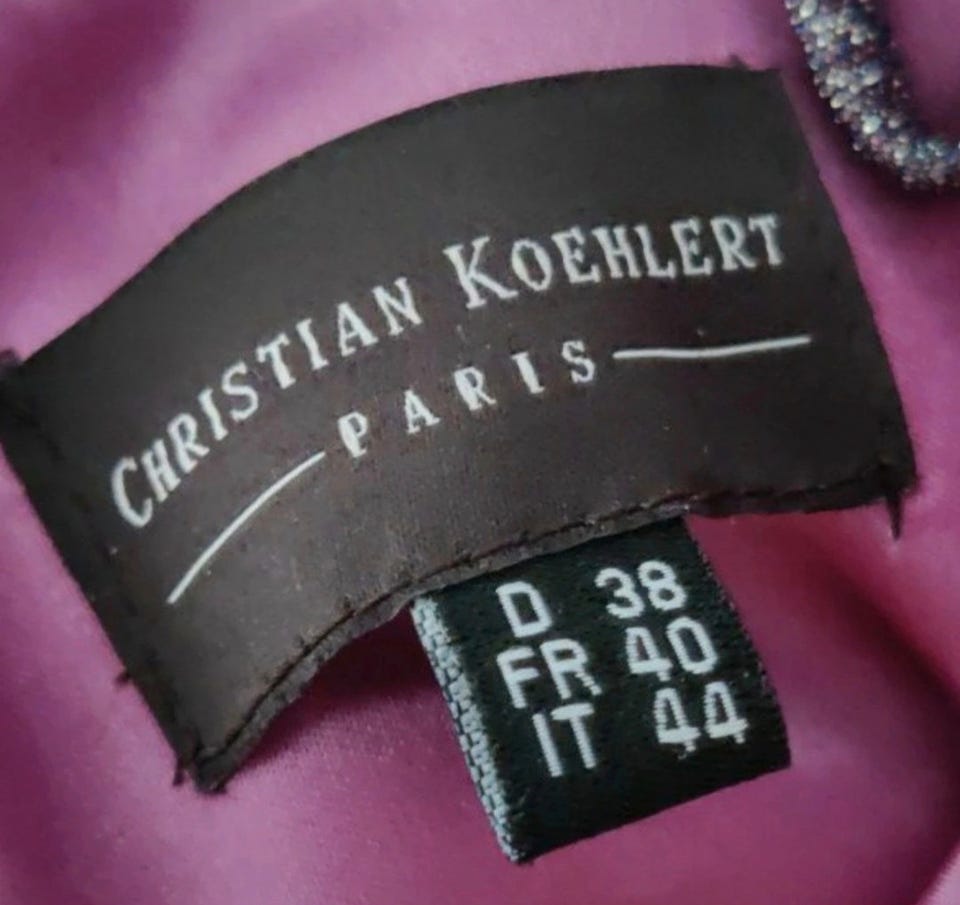 CHRISTIAN KOEHLERT
PARIS
D 38
FR 40
IT 44